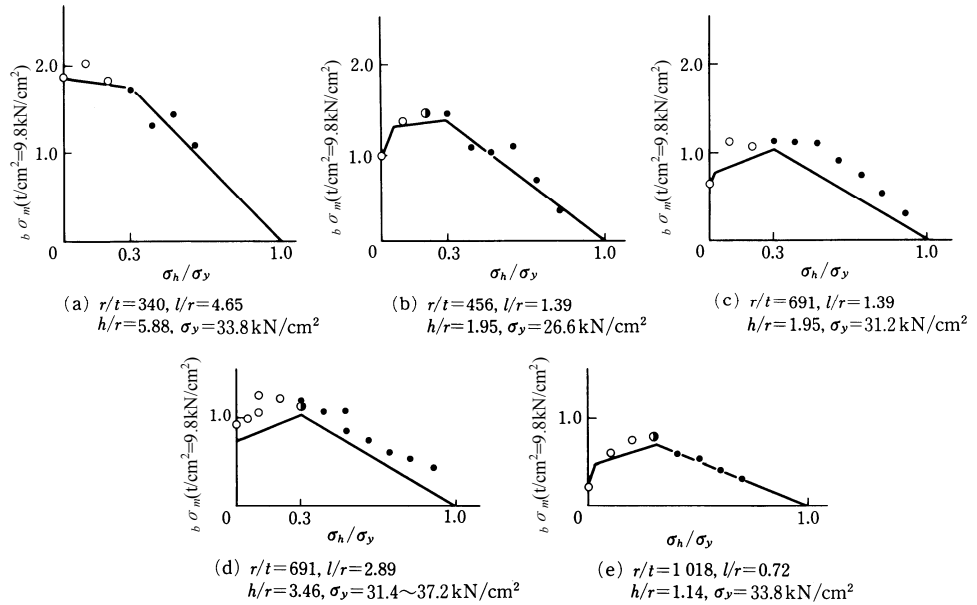 2.0
1.0
bσm(t/cm²=9.8kN/cm²)
0
0.3
1.0
σh/σy
(a) r/t=340, l/r=4.65
h/r=5.88, σy=33.8kN/cm²
2.0
1.0
bσm(t/cm²=9.8kN/cm²)
0
0.3
1.0
σh/σy
(b) r/t=456, l/r=1.39
h/r=1.95, σy=26.6kN/cm²
2.0
1.0
bσm(t/cm²=9.8kN/cm²)
0
0.3
1.0
σh/σy
(c) r/t=691, l/r=1.39
h/r=1.95, σy=31.2kN/cm²
1.0
bσm(t/cm²=9.8kN/cm²)
0
0.3
1.0
σh/σy
(d) r/t=691, l/r=2.89
h/r=3.46, σy=31.4～37.2kN/cm²
1.0
bσm(t/cm²=9.8kN/cm²)
0
0.3
1.0
σh/σy
(e) r/t=1 018, l/r=0.72
h/r=1.14, σy=33.8kN/cm²